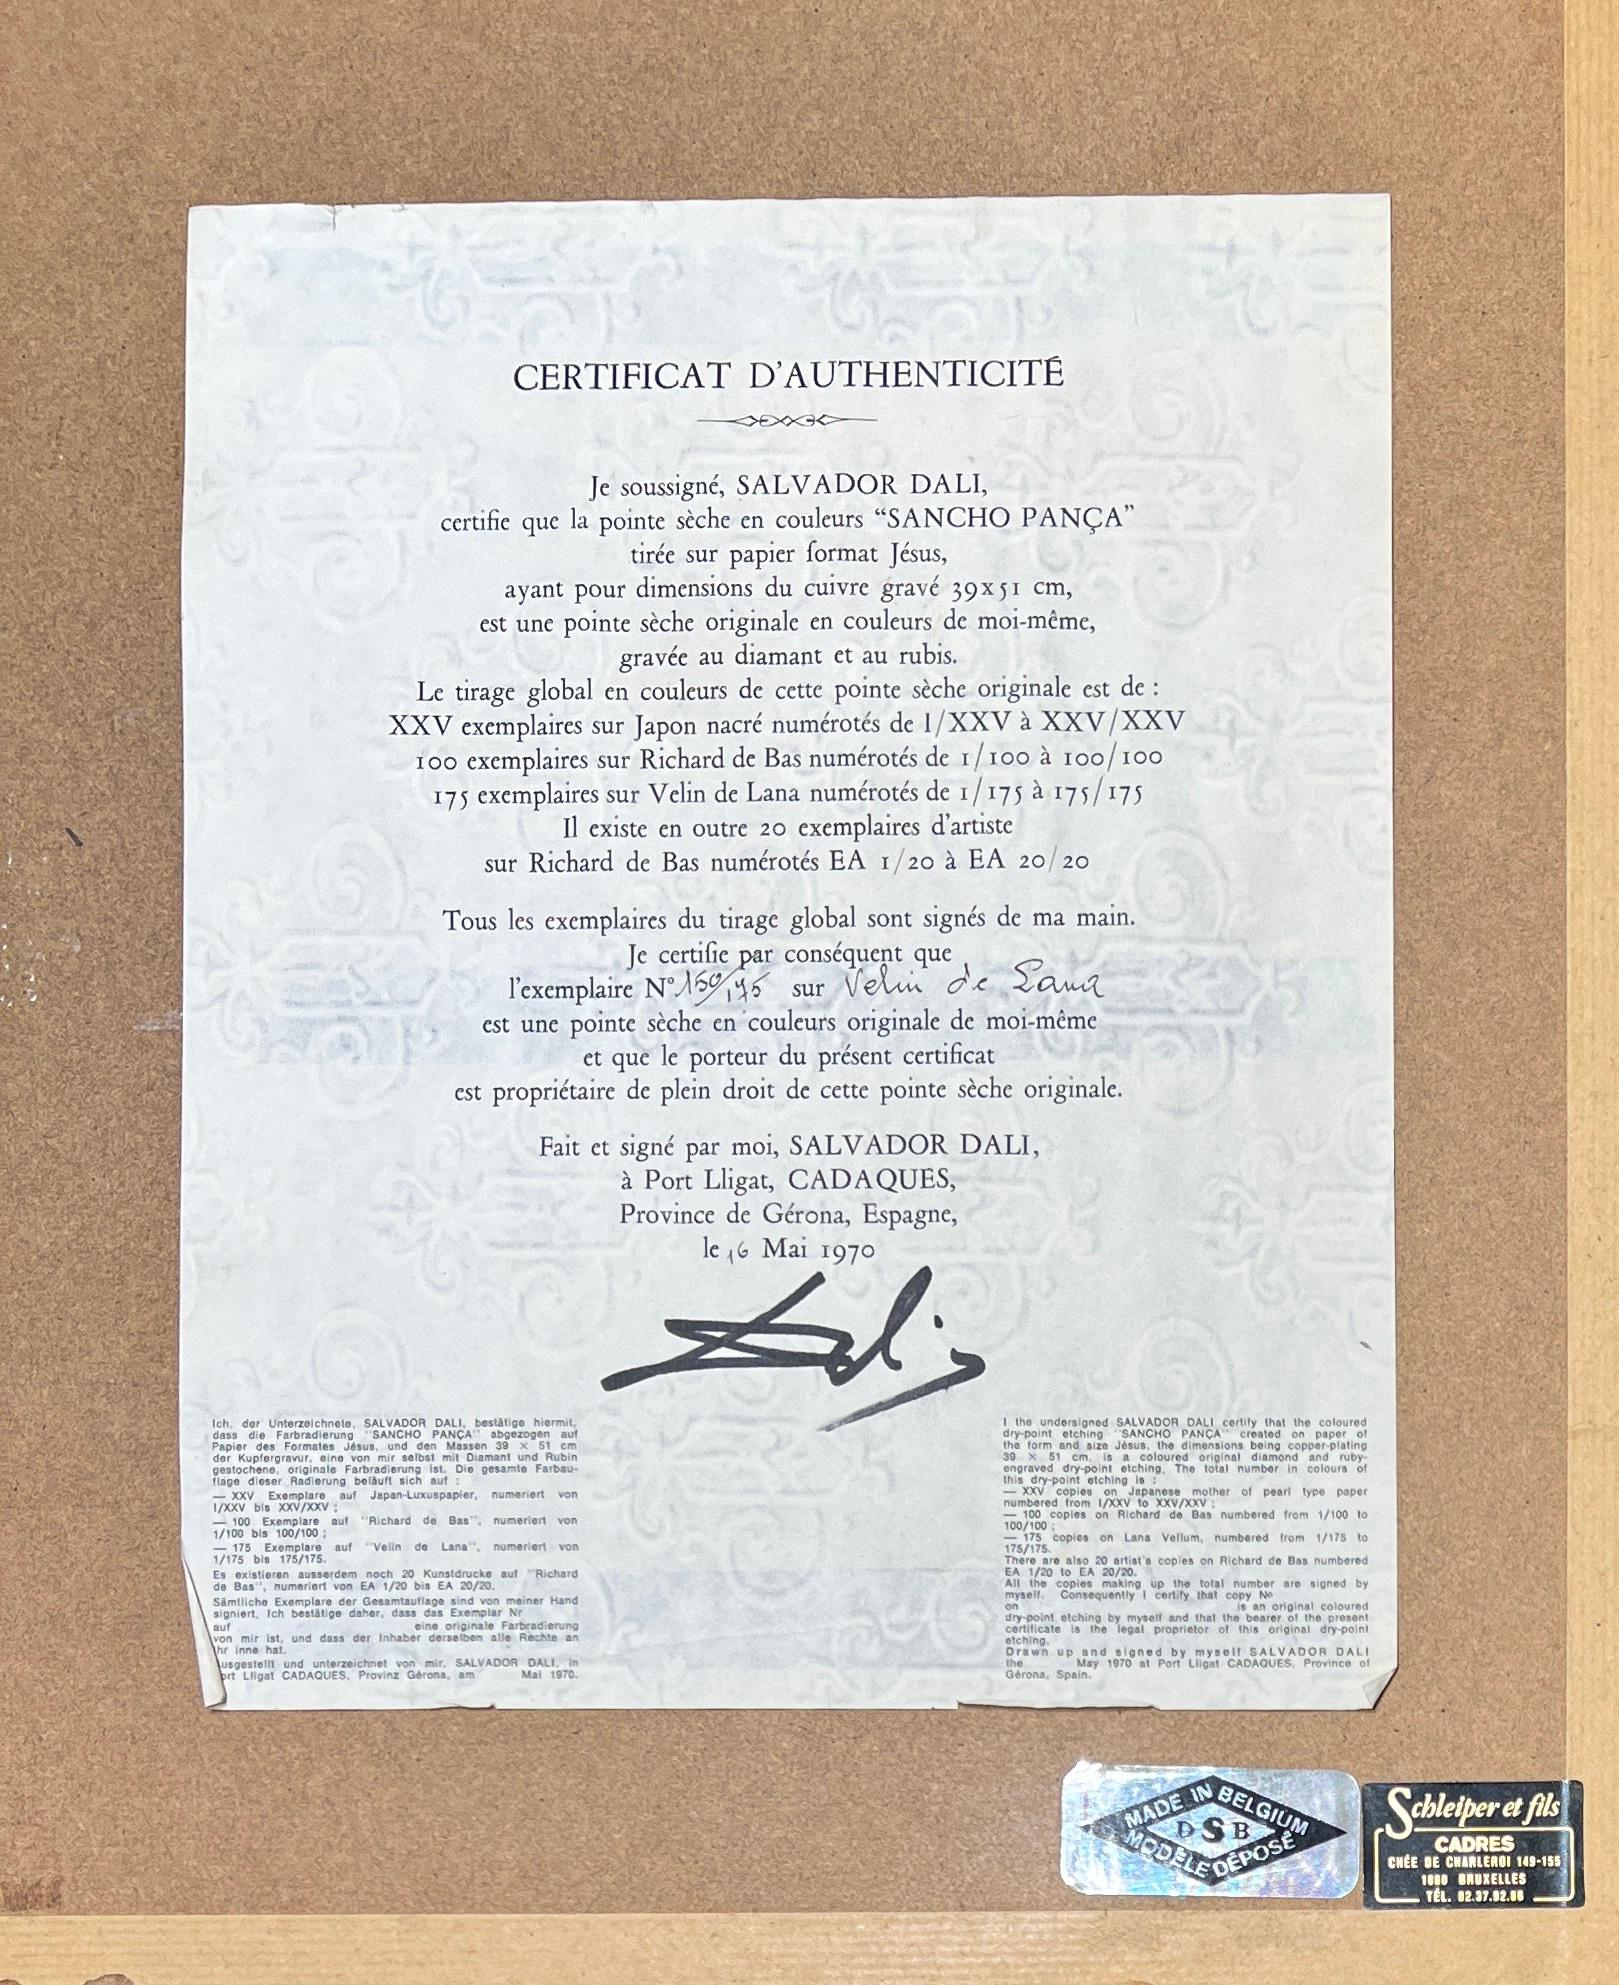 CERTIFICAT D'AUTHENTICITÉ
Je soussigné, SALVADOR DALI,
certifie que la pointe sèche en couleurs “SANCHO PANÇA”
tirée sur papier format Jésus,
ayant pour dimensions du cuivre gravé 39x51 cm,
est une pointe sèche originale en couleurs de moi-même,
gravée au diamant et au rubis.
Le tirage global en couleurs de cette pointe sèche originale est de :
XXV exemplaires sur Japon nacré numérotés de I/XXV à XXV/XXV
100 exemplaires sur Richard de Bas numérotés de 1/100 à 100/100
175 exemplaires sur Velin de Lana numérotés de 1/175 à 175/175
Il existe en outre 20 exemplaires d'artiste
sur Richard de Bas numérotés EA 1/20 à EA 20/20
Tous les exemplaires du tirage global sont signés de ma main.
Je certifie par conséquent que
l'exemplaire N° 150/175 sur Velin de Lana
est une pointe sèche en couleurs originale de moi-même
et que le porteur du présent certificat
est propriétaire de plein droit de cette pointe sèche originale.
Fait et signé par moi, SALVADOR DALI,
à Port Lligat, CADAQUES,
Province de Gérona, Espagne,
le 16 Mai 1970
Dali
Ich, der Unterzeichnete, SALVADOR DALI, bestätige hiermit,
dass die Farbradierung "SANCHO PANÇA" abgezogen auf
Papier des Formates Jésus, und den Massen 39 × 51 cm
der Kupfergravur, eine von mir selbst mit Diamant und Rubin
gestochene, originale Farbradierung ist. Die gesamte Farbau-
flage dieser Radierung beläuft sich auf :
— XXV Exemplare auf Japan-Luxuspapier, numeriert von
I/XXV bis XXV/XXV ;
— 100 Exemplare auf "Richard de Bas", numeriert von
1/100 bis 100/100 ;
— 175 Exemplare auf "Velin de Lana", numeriert von
1/175 bis 175/175.
Es existieren ausserdem noch 20 Kunstdrucke auf "Richard
de Bas", numeriert von EA 1/20 bis EA 20/20.
Sämtliche Exemplare der Gesamtauflage sind von meiner Hand
signiert. Ich bestätige daher, dass das Exemplar Nr
auf eine originale Farbradierung
von mir ist, und dass der Inhaber derselben alle Rechte an
ihr inne hat.
usgestellt und unterzeichnet von mir, SALVADOR DALI, in
ort Lligat CADAQUES, Provinz Gérona, am Mai 1970.
I the undersigned SALVADOR DALI certify that the coloured
dry-point etching "SANCHO PANÇA" created on paper of
the form and size Jésus, the dimensions being copper-plating
39 × 51 cm, is a coloured original diamond and ruby-
engraved dry-point etching. The total number in colours of
this dry-point etching is :
— XXV copies on Japanese mother of pearl type paper
numbered from I/XXV to XXV/XXV ;
— 100 copies on Richard de Bas numbered from 1/100 to
100/100 ;
— 175 copies on Lana Vellum, numbered from 1/175 to
175/175.
There are also 20 artist's copies on Richard de Bas numbered
EA 1/20 to EA 20/20.
All the copies making up the total number are signed by
myself. Consequently I certify that copy No
on is an original coloured
dry-point etching by myself and that the bearer of the present
certificate is the legal proprietor of this original dry-point
etching.
Drawn up and signed by myself SALVADOR DALI
the May 1970 at Port Lligat CADAQUES, Province of
Gérona, Spain.
MADE IN BELGIUM
DSB
MODÈLE DÉPOSÉ
Schleiper et fils
CADRES
CHÉE DE CHARLEROI 149-155
1060 BRUXELLES
TÉL. 02.37.02.06